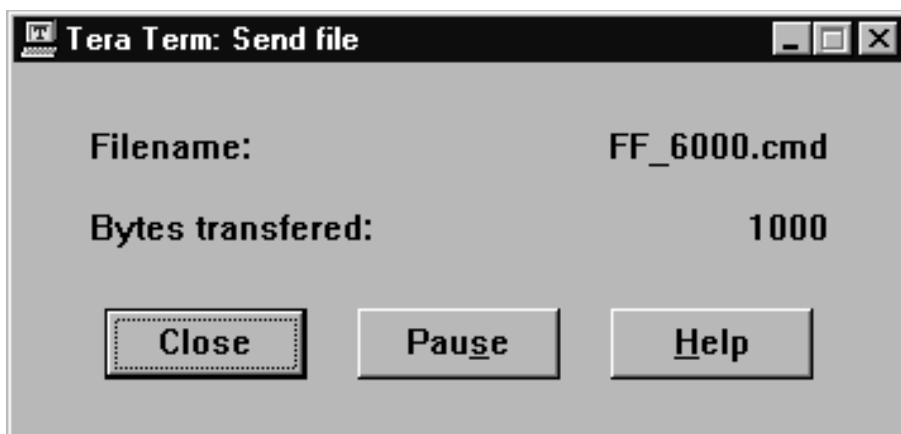 Tera Term: Send file
Filename: FF_6000.cmd
Bytes transfered: 1000
Close Pause Help